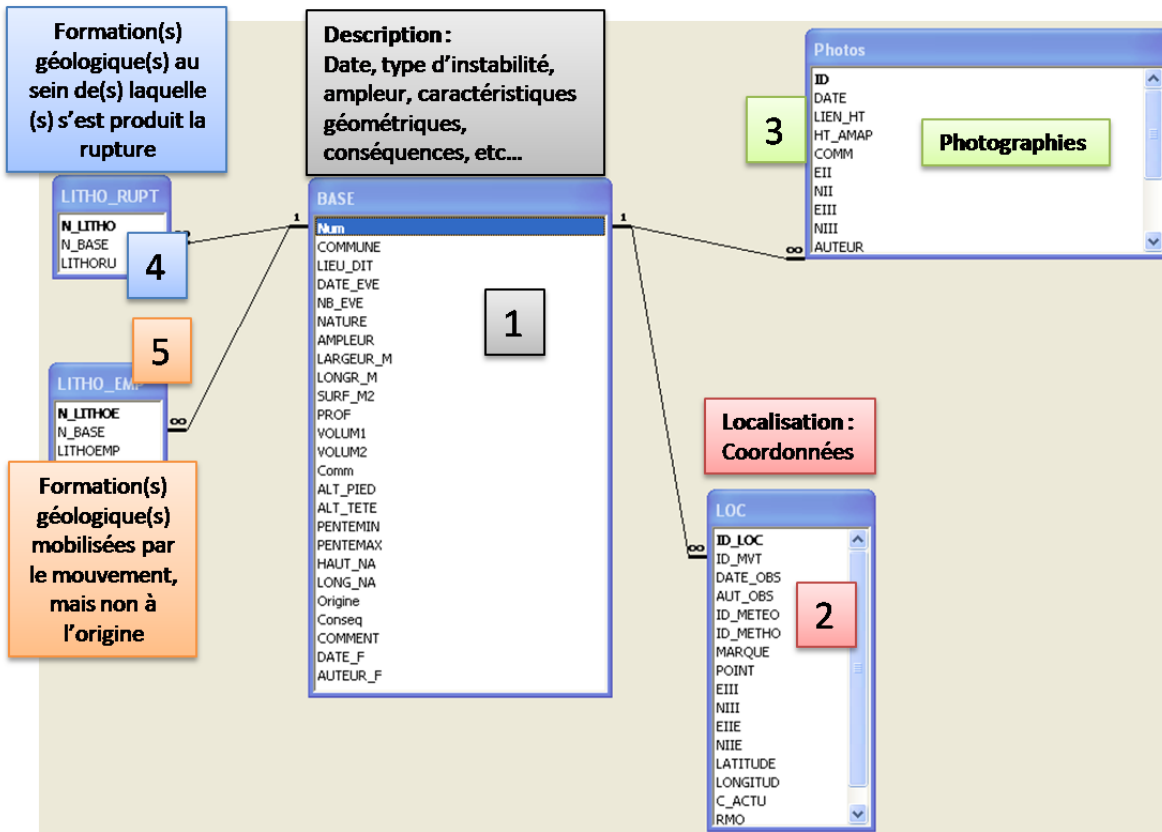 Formation(s)
géologique(s) au
sein de(s) laquelle
(s) s'est produit la
rupture
Description :
Date, type d'instabilité,
ampleur, caractéristiques
géométriques,
conséquences, etc...
Photos
ID
DATE
LIEN_HT
HT_AMAP
COMM
EII
NII
EIII
NIII
AUTEUR
3
Photographies
LITHO_RUPT
N_LITHO
N_BASE
LITHORU
4
∞
1
BASE
Num
COMMUNE
LIEU_DIT
DATE_EVE
NB_EVE
NATURE
AMPLEUR
LARGEUR_M
LONGR_M
SURF_M2
PROF
VOLUM1
VOLUM2
Comm
ALT_PIED
ALT_TETE
PENTEMIN
PENTEMAX
HAUT_NA
LONG_NA
Origine
Conseq
COMMENT
DATE_F
AUTEUR_F
1
1
∞
5
LITHO_EM
N_LITHOE
N_BASE
LITHOEMP
∞
Formation(s)
géologique(s)
mobilisées par
le mouvement,
mais non à
l'origine
Localisation :
Coordonnées
LOC
ID_LOC
ID_MVT
DATE_OBS
AUT_OBS
ID_METEO
ID_METHO
MARQUE
POINT
EIII
NIII
EIIE
NIIE
LATITUDE
LONGITUD
C_ACTU
RMO
∞
2